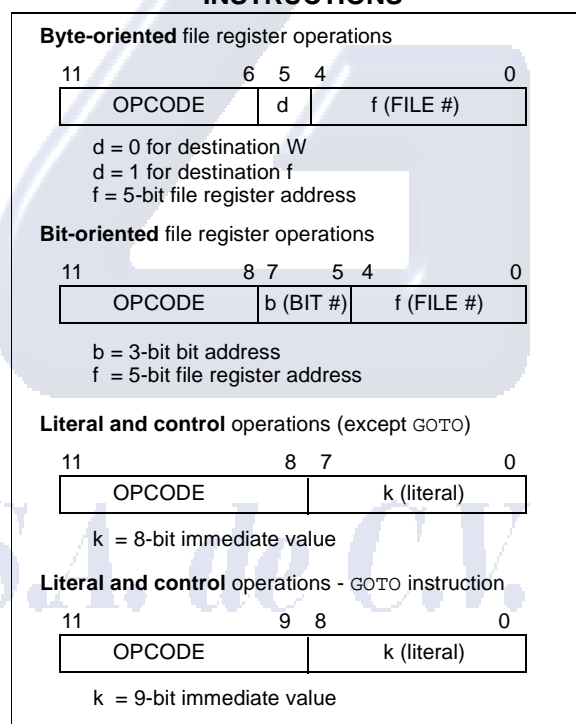 INSTRUCTIONS
Byte-oriented file register operations
11 6 5 4 0
OPCODE d f (FILE #)
d = 0 for destination W
d = 1 for destination f
f = 5-bit file register address
Bit-oriented file register operations
11 8 7 5 4 0
OPCODE b (BIT #) f (FILE #)
b = 3-bit bit address
f = 5-bit file register address
Literal and control operations (except GOTO)
11 8 7 0
OPCODE k (literal)
k = 8-bit immediate value
Literal and control operations - GOTO instruction
11 9 8 0
OPCODE k (literal)
k = 9-bit immediate value
S.A. de C.V.